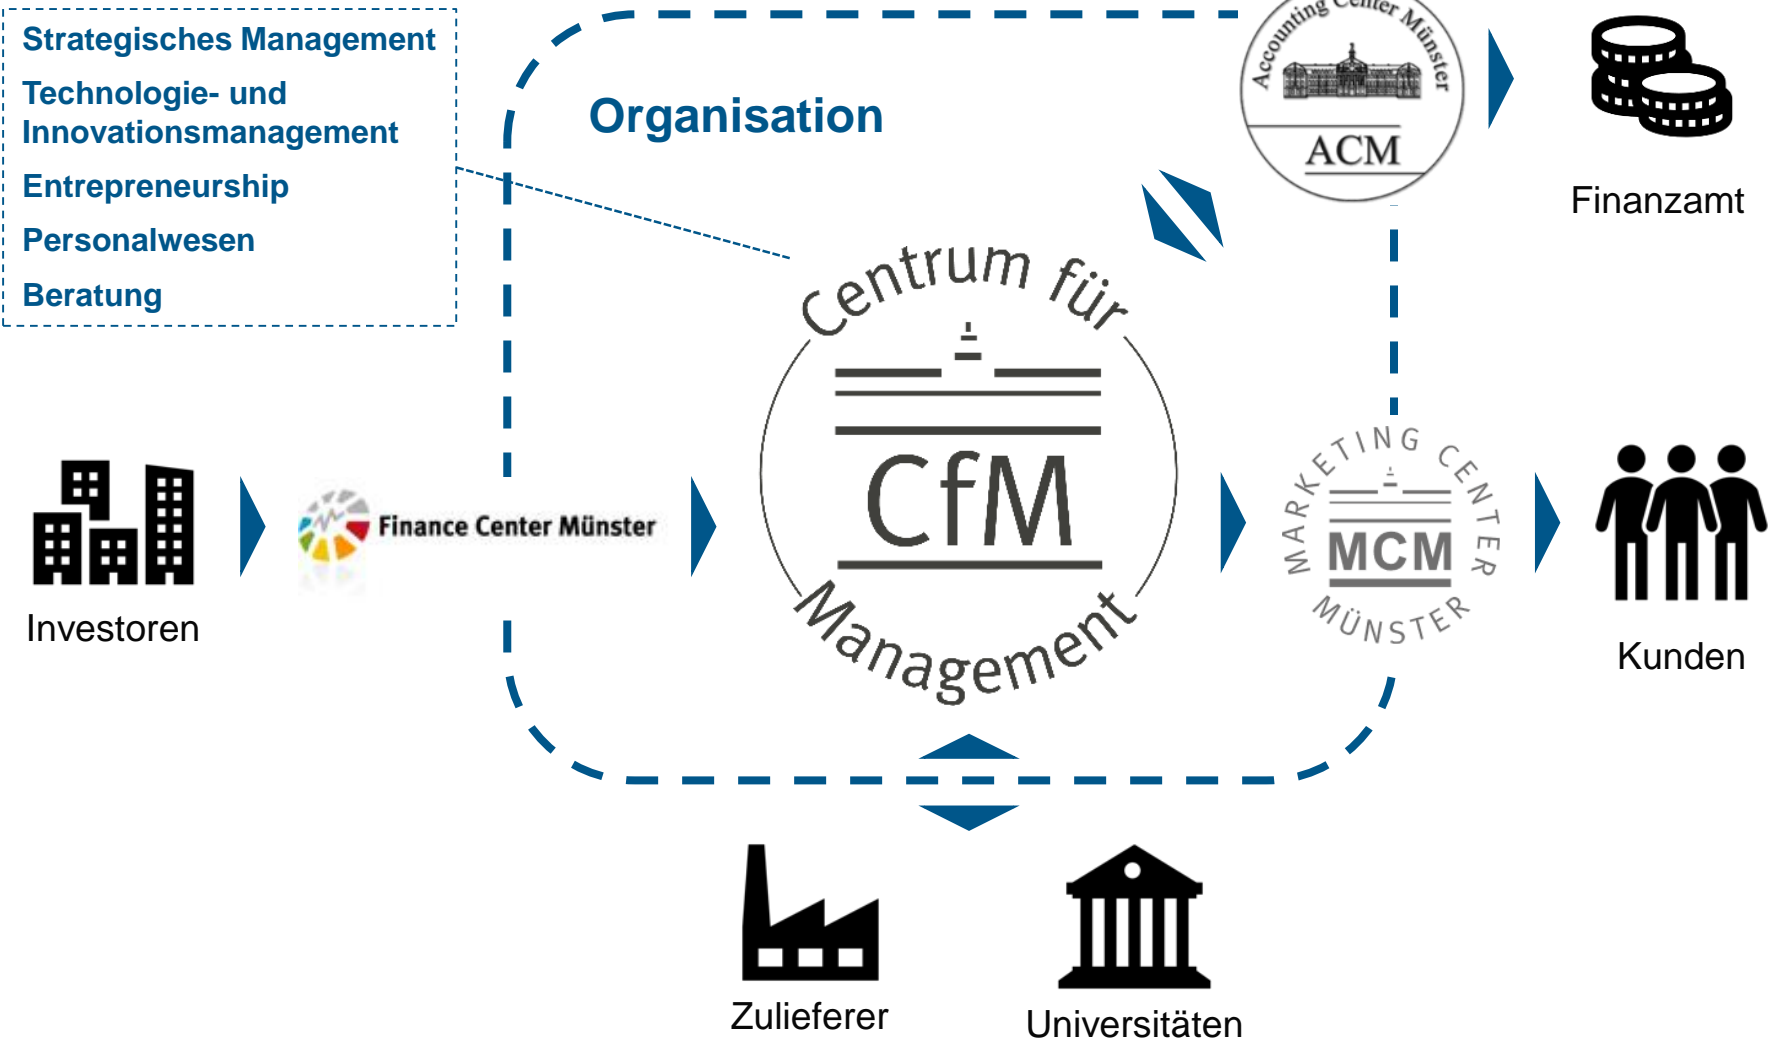 Strategisches Management
Technologie- und
Innovationsmanagement
Entrepreneurship
Personalwesen
Beratung
Organisation
Accounting Center Münster
ACM
Finanzamt
Centrum für
CfM
Management
Investoren
Finance Center Münster
MARKETING CENTER
MCM
MÜNSTER
Kunden
Zulieferer
Universitäten